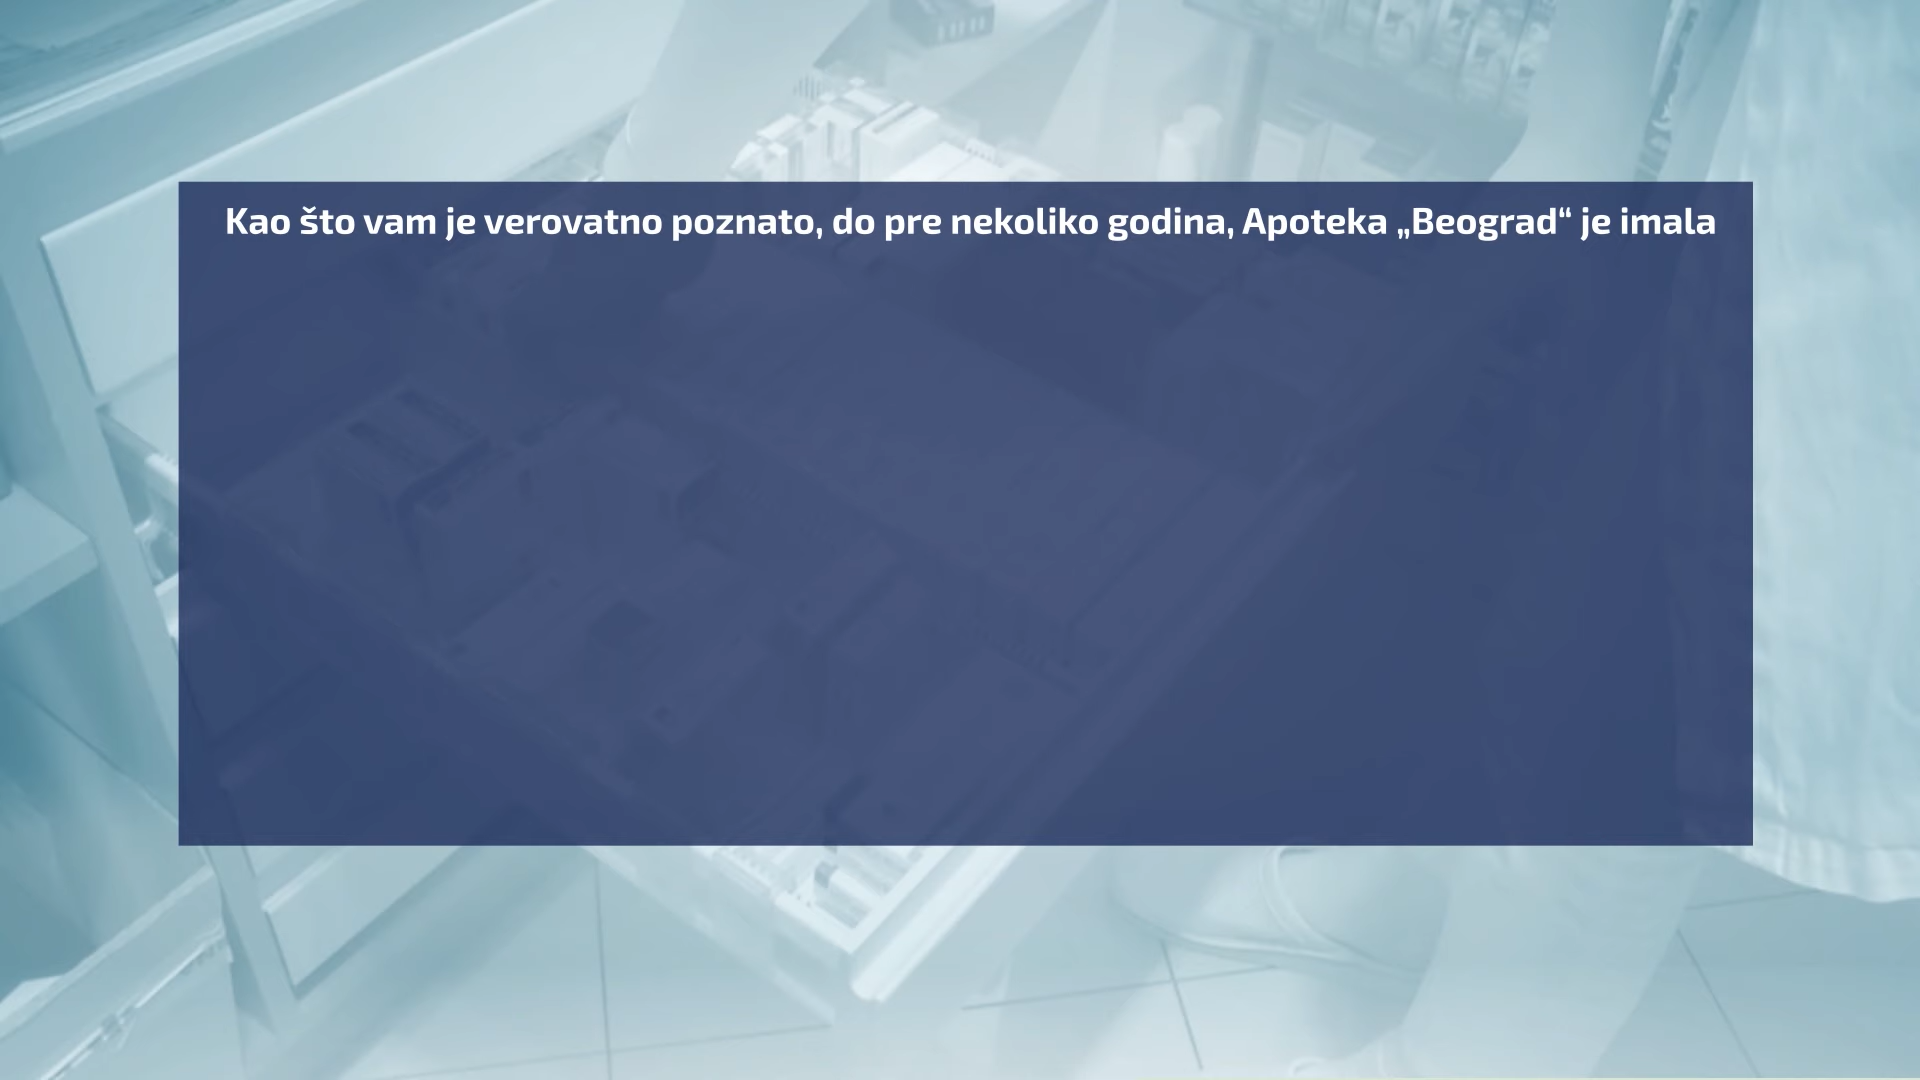 Kao što vam je verovatno poznato, do pre nekoliko godina, Apoteka „Beograd“ je imala